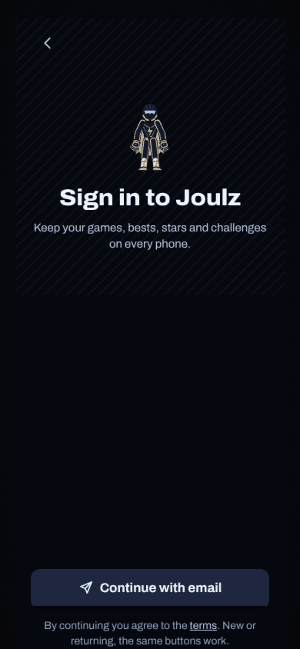 Sign in to Joulz
Keep your games, bests, stars and challenges
on every phone.
Continue with email
By continuing you agree to the terms. New or
returning, the same buttons work.